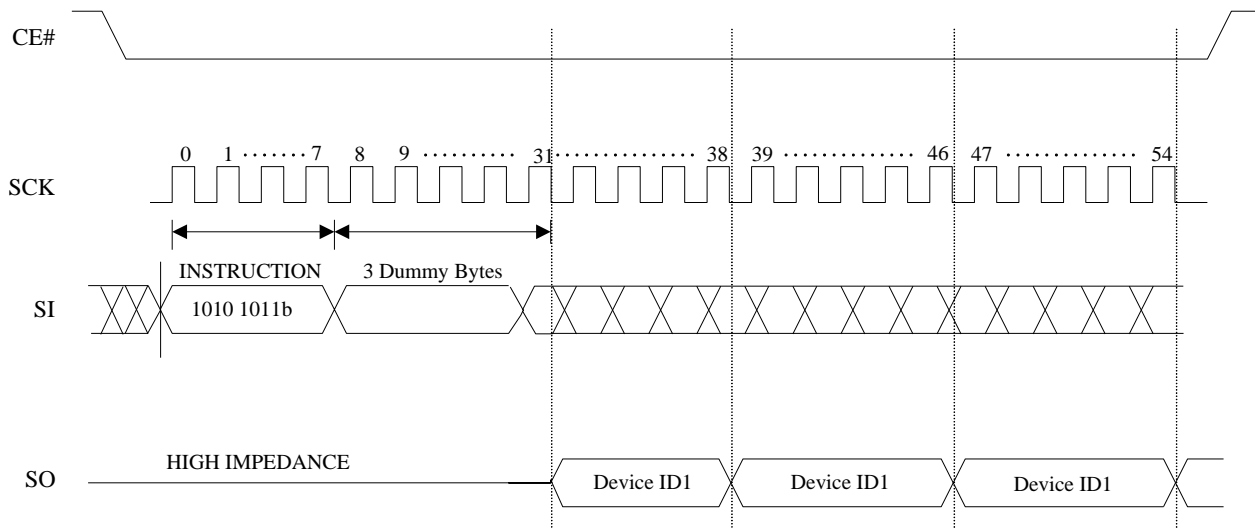 CE#
0 1 ....... 7 8 9 ......... 31 ............... 38 39 ............ 46 47 ............ 54
SCK
INSTRUCTION 3 Dummy Bytes
SI 1010 1011b
HIGH IMPEDANCE
SO Device ID1 Device ID1 Device ID1